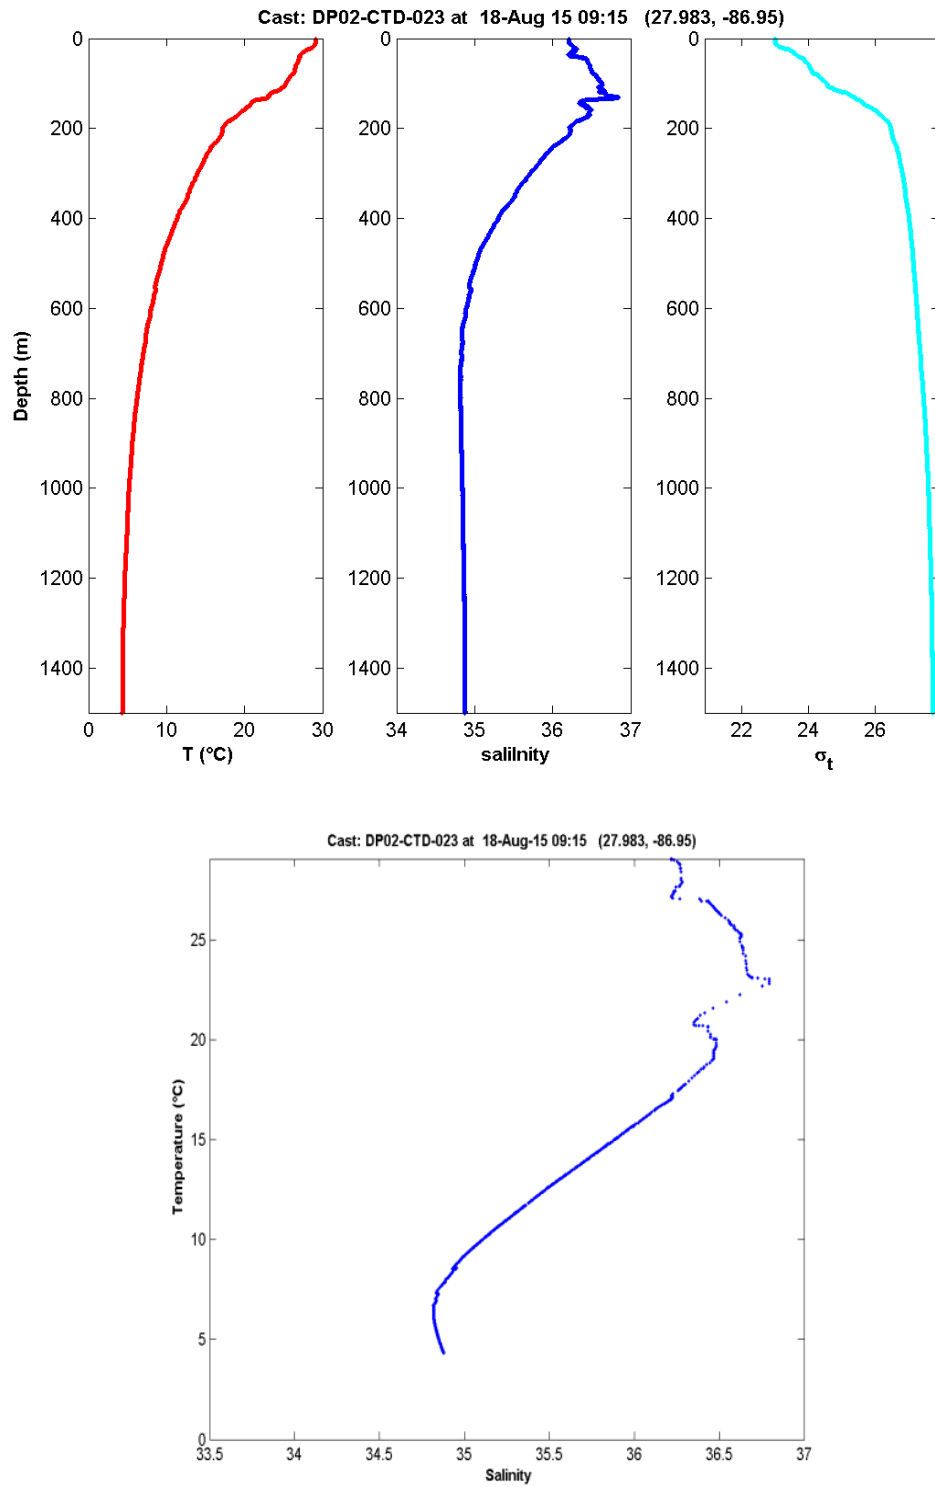 Cast: DP02-CTD-023 at  18-Aug 15 09:15   (27.983, -86.95)
0 0 0
200 200 200
400 400 400
600 600 600
800 800 800
1000 1000 1000
1200 1200 1200
1400 1400 1400
Depth (m)
0 10 20 30 34 35 36 37 22 24 26
T (°C) salilnity σt
Cast: DP02-CTD-023 at  18-Aug-15 09:15   (27.983, -86.95)
25
20
15
10
5
0
Temperature (°C)
33.5 34 34.5 35 35.5 36 36.5 37
Salinity